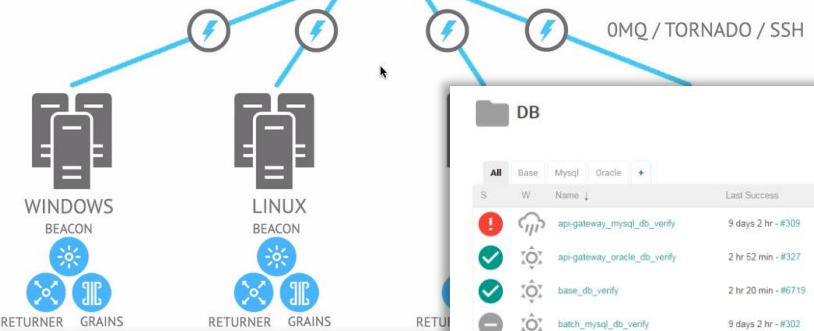 0MQ / TORNADO / SSH
WINDOWS
BEACON
RETURNER GRAINS
LINUX
BEACON
RETURNER GRAINS
RETU
DB
All Base Mysql Oracle +
S W Name ↓ Last Success
api-gateway_mysql_db_verify 9 days 2 hr - #309
api-gateway_oracle_db_verify 2 hr 52 min - #327
base_db_verify 2 hr 20 min - #6719
batch_mysql_db_verify 9 days 2 hr - #302